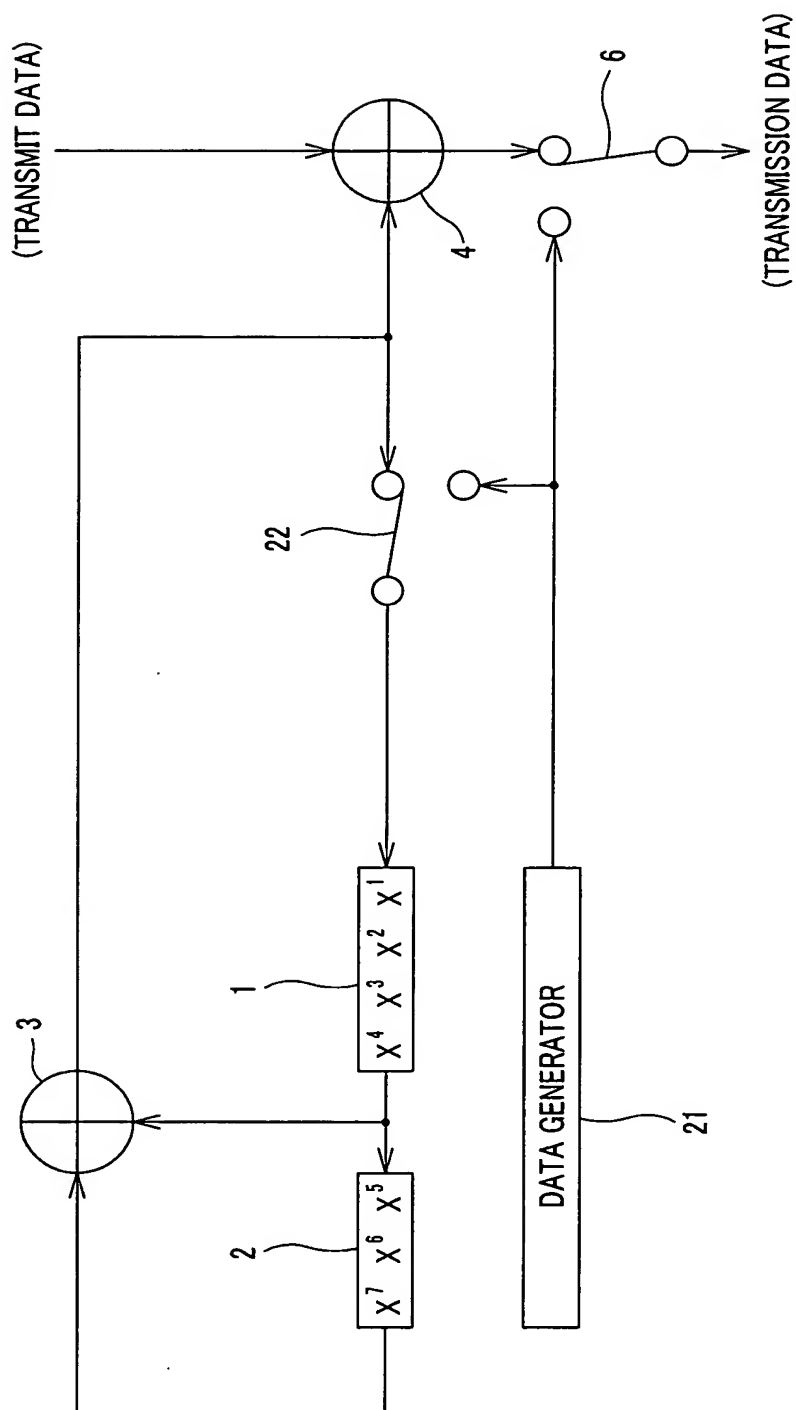 (TRANSMIT DATA)
3
4
6
22
1
X⁴ X³ X² X¹
2
X⁷ X⁶ X⁵
DATA GENERATOR
21
(TRANSMISSION DATA)